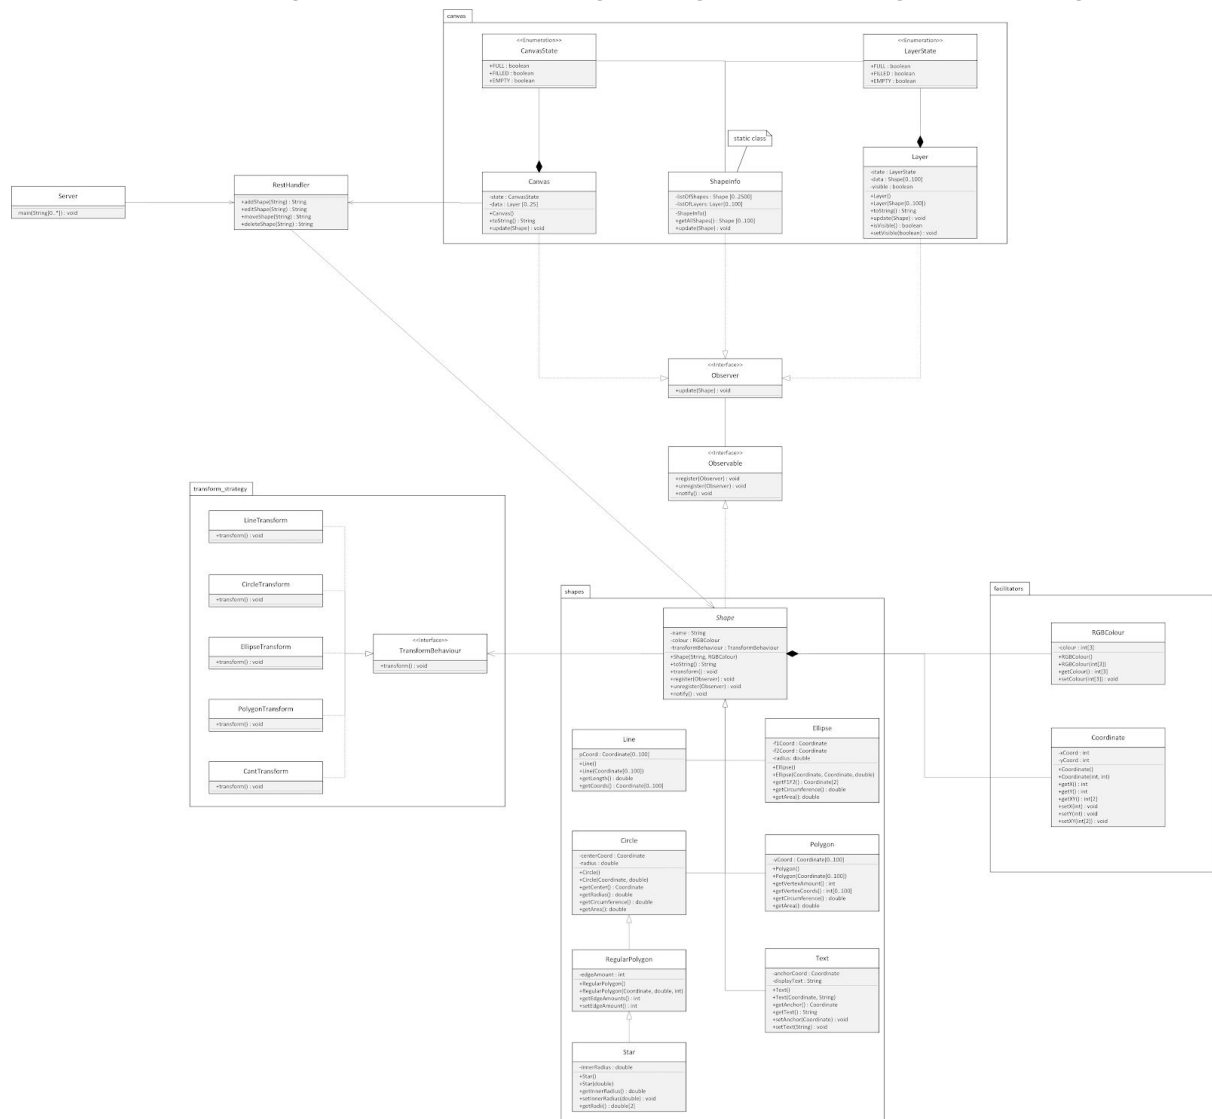 canvas
<<Enumeration>>
CanvasState
+FULL : boolean
+FILLED : boolean
+EMPTY : boolean
<<Enumeration>>
LayerState
+FULL : boolean
+FILLED : boolean
+EMPTY : boolean
static class
Server
main(String[0..*]) : void
RestHandler
+addShape(String) : String
+editShape(String) : String
+moveShape(String) : String
+deleteShape(String) : String
Canvas
-state : CanvasState
-data : Layer [0..25]
+Canvas()
+toString() : String
+update(Shape) : void
ShapeInfo
-listOfShapes : Shape [0..2500]
-listOfLayers: Layer[0..100]
-ShapeInfo()
+getAllShapes() : Shape [0..100]
+update(Shape) : void
Layer
-state : LayerState
-data : Shape[0..100]
-visible : boolean
+Layer()
+Layer(Shape[0..100])
+toString() : String
+update(Shape) : void
+isVisible() : boolean
+setVisible(boolean) : void
<<Interface>>
Observer
+update(Shape) : void
<<Interface>>
Observable
+register(Observer) : void
+unregister(Observer) : void
+notify() : void
transform_strategy
LineTransform
+transform() : void
CircleTransform
+transform() : void
EllipseTransform
+transform() : void
PolygonTransform
+transform() : void
CantTransform
+transform() : void
<<Interface>>
TransformBehaviour
+transform() : void
shapes
Shape
-name : String
-colour : RGBColour
-transformBehaviour : TransformBehaviour
+Shape(String, RGBColour)
+toString() : String
+transform() : void
+register(Observer) : void
+unregister(Observer) : void
+notify() : void
Line
pCoord : Coordinate[0..100]
+Line()
+Line(Coordinate[0..100])
+getLength() : double
+getCoords() : Coordinate[0..100]
Ellipse
-f1Coord : Coordinate
-f2Coord : Coordinate
-radius: double
+Ellipse()
+Ellipse(Coordinate, Coordinate, double)
+getF1F2() : Coordinate[2]
+getCircumference() : double
+getArea(): double
Circle
-centerCoord : Coordinate
-radius : double
+Circle()
+Circle(Coordinate, double)
+getCenter() : Coordinate
+getRadius() : double
+getCircumference() : double
+getArea(): double
Polygon
-vCoord : Coordinate[0..100]
+Polygon()
+Polygon(Coordinate[0..100])
+getVertexAmount() : int
+getVertexCoords() : int[0..100]
+getCircumference() : double
+getArea(): double
RegularPolygon
-edgeAmount : int
+RegularPolygon()
+RegularPolygon(Coordinate, double, int)
+getEdgeAmounts() : int
+setEdgeAmount() : int
Text
-anchorCoord : Coordinate
-displayText : String
+Text()
+Text(Coordinate, String)
+getAnchor() : Coordinate
+getText() : String
+setAnchor(Coordinate) : void
+setText(String) : void
Star
-innerRadius : double
+Star()
+Star(double)
+getInnerRadius() : double
+setInnerRadius(double) : void
+getRadii() : double[2]
facilitators
RGBColour
-colour : int[3]
+RGBColour()
+RGBColour(int[3])
+getColour() : int[3]
+setColour(int[3]) : void
Coordinate
-xCoord : int
-yCoord : int
+Coordinate()
+Coordinate(int, int)
+getX() : int
+getY() : int
+getXY() : int[2]
+setX(int) : void
+setY(int) : void
+setXY(int[2]) : void